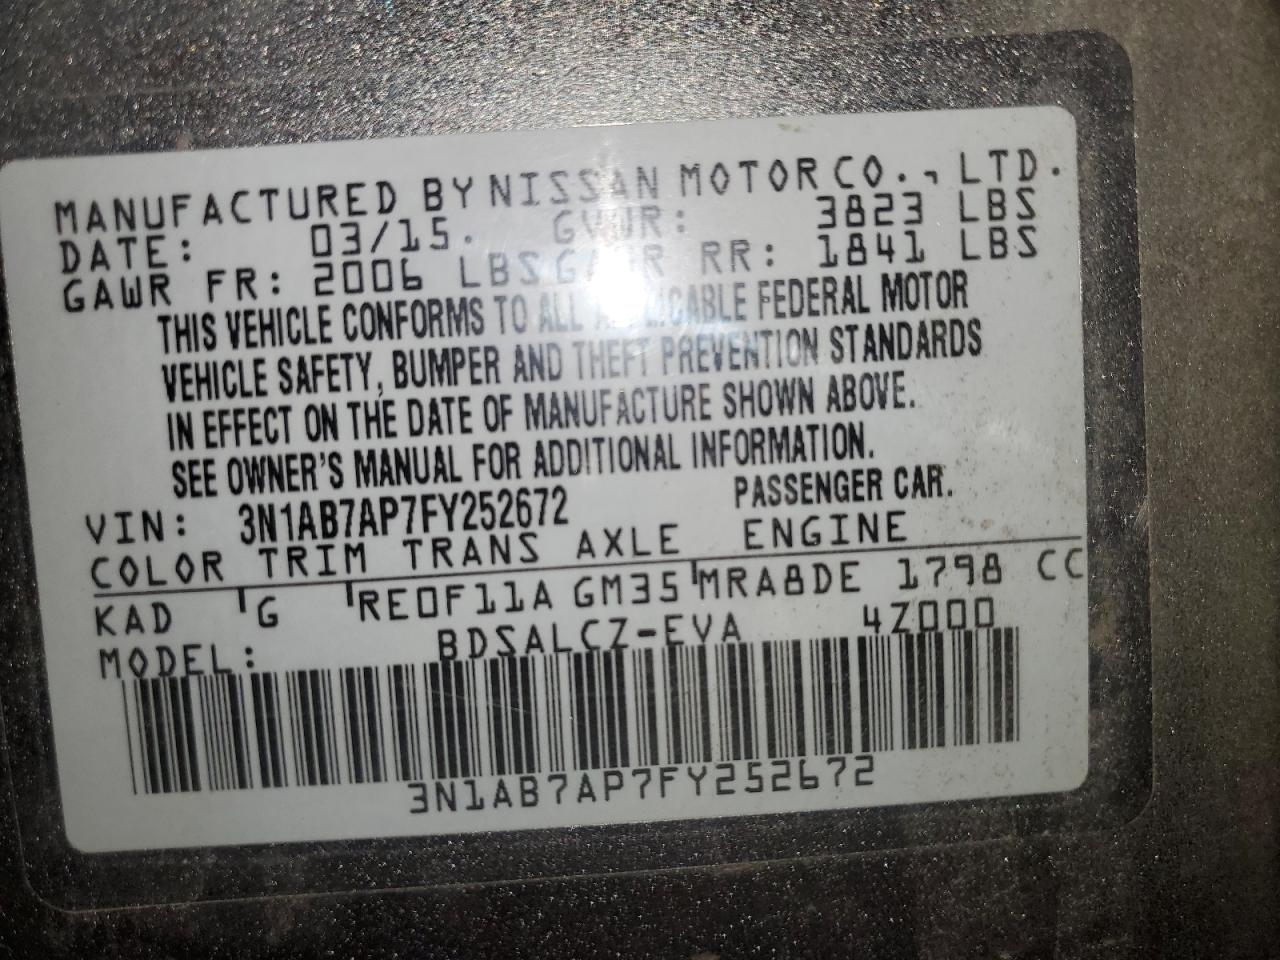 MANUFACTURED BY NISSAN MOTOR CO., LTD.
DATE: 03/15. GVWR: 3823 LBS
GAWR FR: 2006 LBS GAWR RR: 1841 LBS
THIS VEHICLE CONFORMS TO ALL APPLICABLE FEDERAL MOTOR
VEHICLE SAFETY, BUMPER AND THEFT PREVENTION STANDARDS
IN EFFECT ON THE DATE OF MANUFACTURE SHOWN ABOVE.
SEE OWNER'S MANUAL FOR ADDITIONAL INFORMATION.
VIN: 3N1AB7AP7FY252672 PASSENGER CAR.
COLOR TRIM TRANS AXLE ENGINE
KAD G RE0F11A GM35 MRA8DE 1798 CC
MODEL: BDSALCZ-EVA 4Z000
3N1AB7AP7FY252672